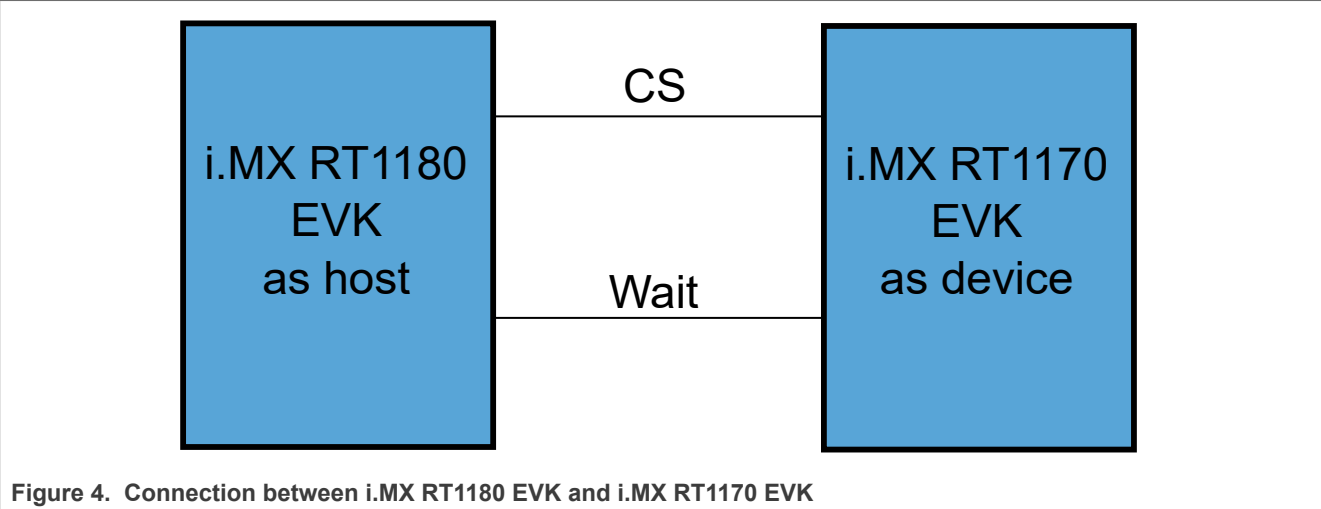 CS
i.MX RT1180
EVK
as host
i.MX RT1170
EVK
as device
Wait
Figure 4. Connection between i.MX RT1180 EVK and i.MX RT1170 EVK